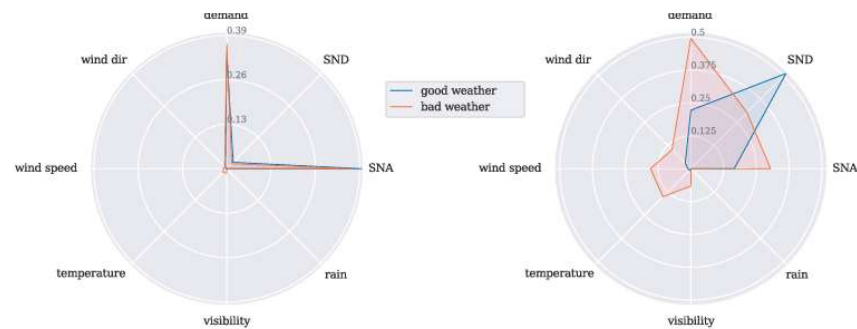 demand
0.39
wind dir
SND
0.26
0.13
wind speed
SNA
temperature
rain
visibility
good weather
bad weather
demand
0.5
wind dir
SND
0.375
0.25
0.125
wind speed
SNA
temperature
rain
visibility